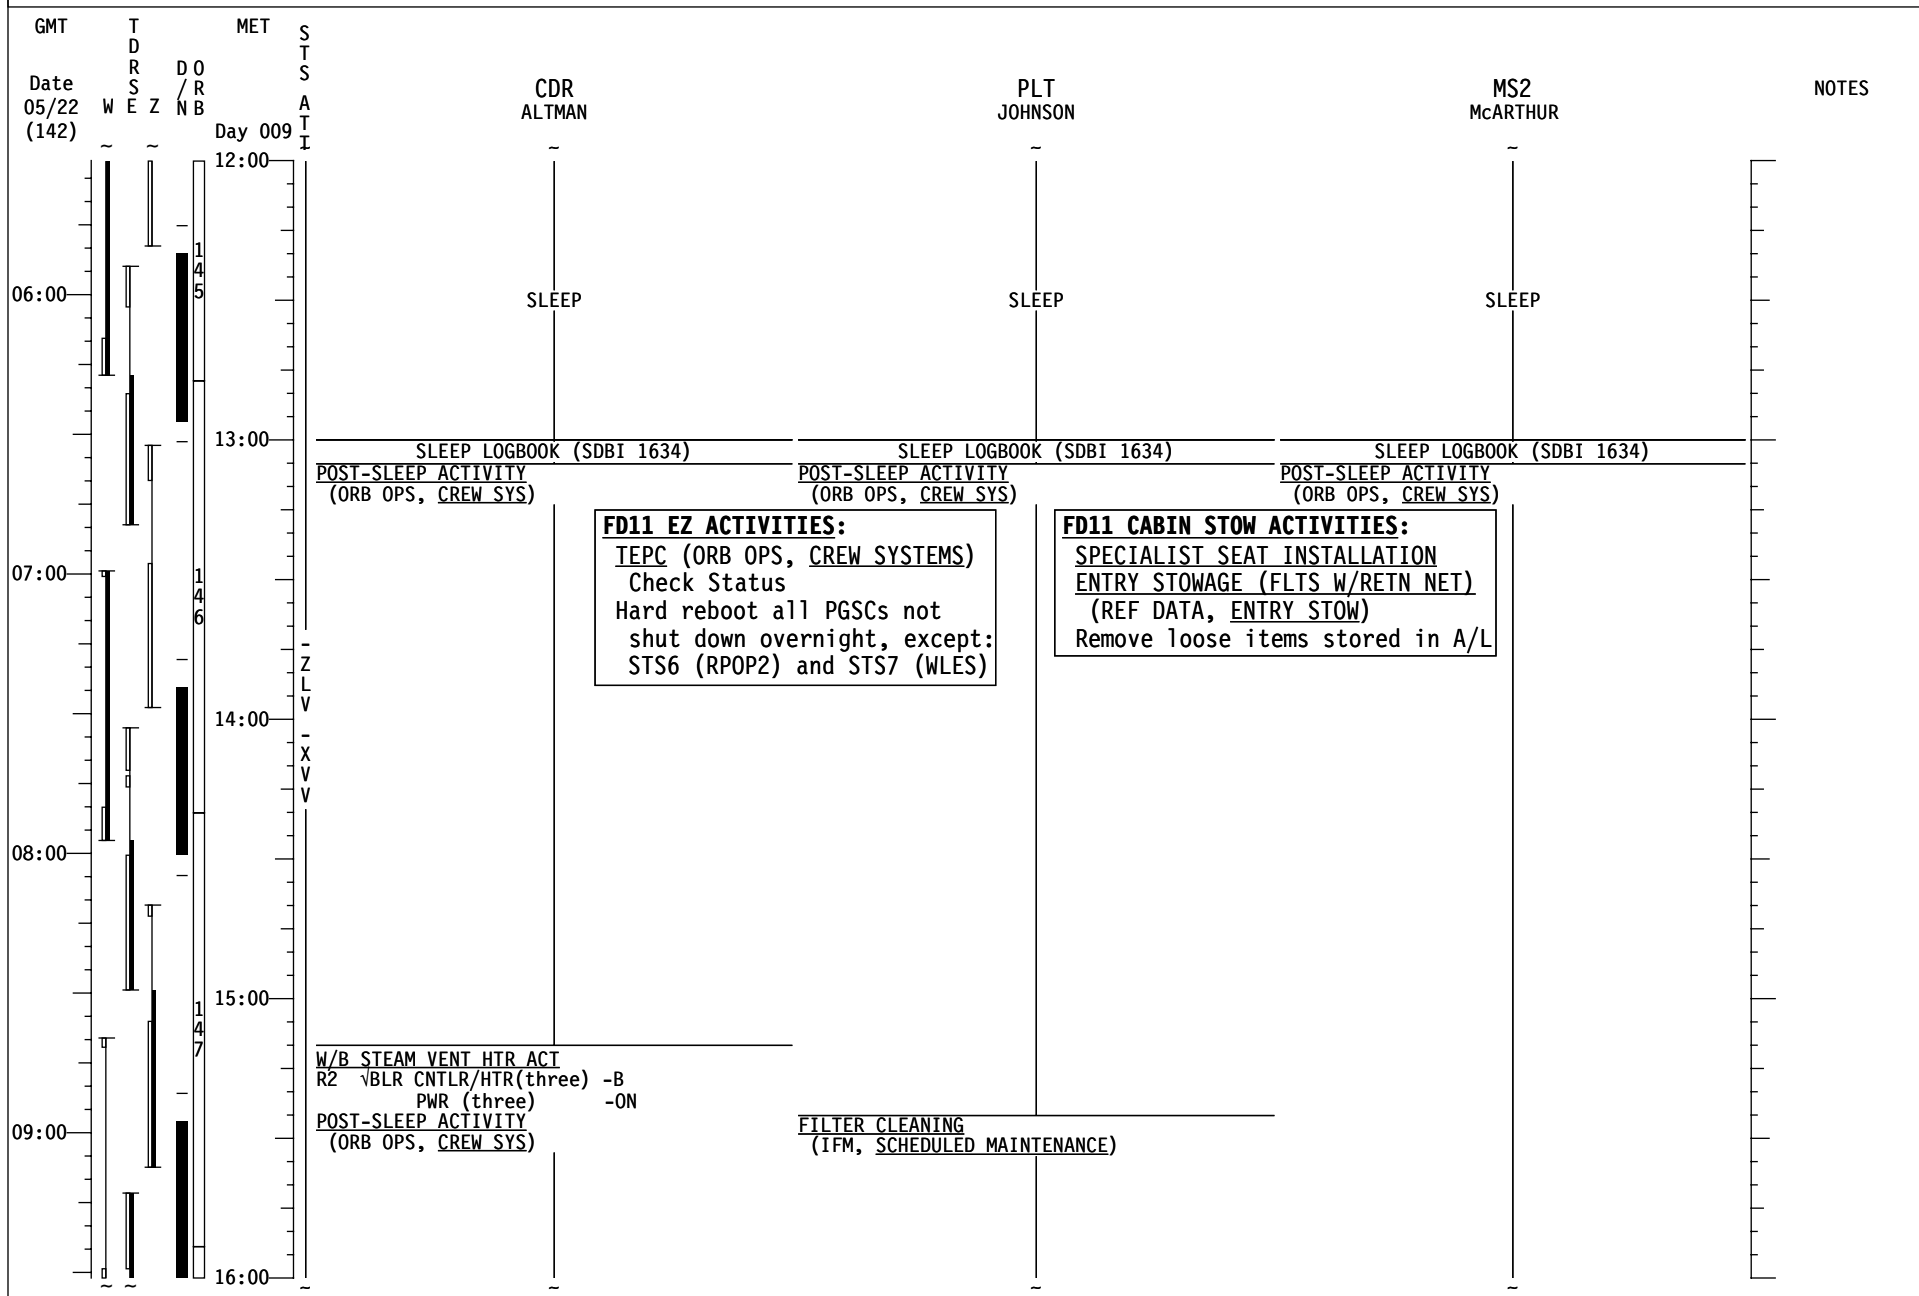 GMT
Date
05/22
(142)
TDRS
W E Z
D/N
ORB
MET
Day 009
STS ATT
CDR
ALTMAN
PLT
JOHNSON
MS2
McARTHUR
NOTES
~ ~ ~ ~ ~ ~
12:00
145
06:00
SLEEP SLEEP SLEEP
13:00
SLEEP LOGBOOK (SDBI 1634)
POST-SLEEP ACTIVITY
(ORB OPS, CREW SYS)
SLEEP LOGBOOK (SDBI 1634)
POST-SLEEP ACTIVITY
(ORB OPS, CREW SYS)
SLEEP LOGBOOK (SDBI 1634)
POST-SLEEP ACTIVITY
(ORB OPS, CREW SYS)
FD11 EZ ACTIVITIES:
TEPC (ORB OPS, CREW SYSTEMS)
Check Status
Hard reboot all PGSCs not
shut down overnight, except:
STS6 (RPOP2) and STS7 (WLES)
FD11 CABIN STOW ACTIVITIES:
SPECIALIST SEAT INSTALLATION
ENTRY STOWAGE (FLTS W/RETN NET)
(REF DATA, ENTRY STOW)
Remove loose items stored in A/L
07:00
146
-ZLV -XVV
14:00
08:00
15:00
147
W/B STEAM VENT HTR ACT
R2 √BLR CNTLR/HTR(three) -B
PWR (three) -ON
POST-SLEEP ACTIVITY
(ORB OPS, CREW SYS)
09:00
FILTER CLEANING
(IFM, SCHEDULED MAINTENANCE)
16:00
~ ~ ~ ~ ~ ~